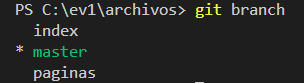 PS C:\ev1\archivos> git branch
  index
* master
  paginas